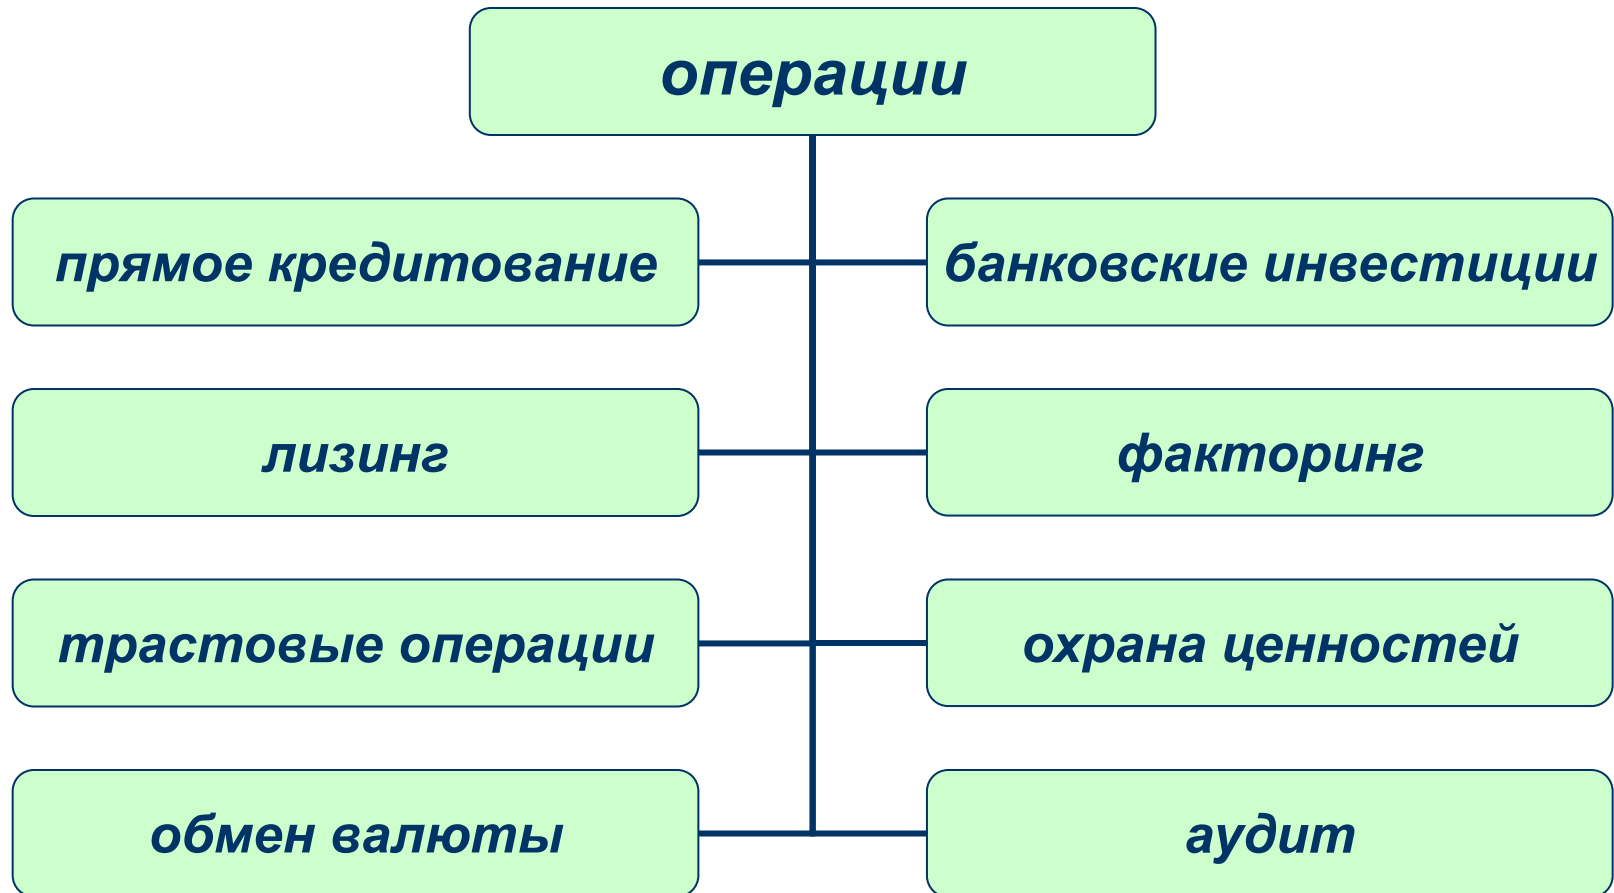 операции
прямое кредитование
банковские инвестиции
лизинг
факторинг
трастовые операции
охрана ценностей
обмен валюты
аудит